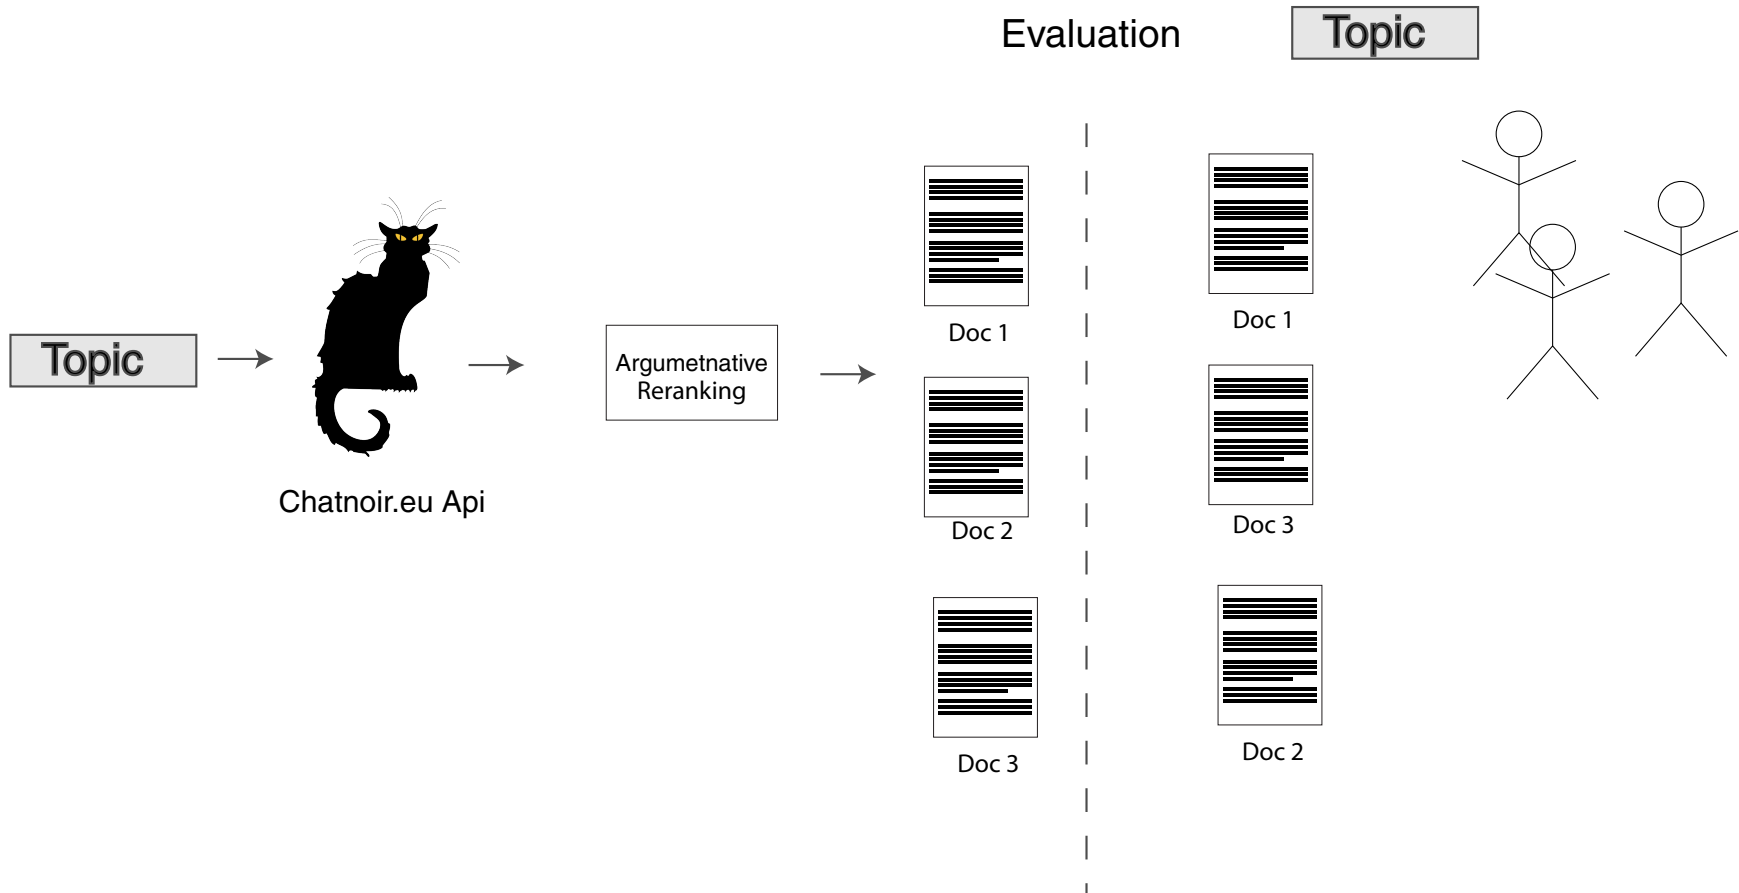 Evaluation
Topic
Topic
Chatnoir.eu Api
Argumetnative
Reranking
Doc 1
Doc 2
Doc 3
Doc 1
Doc 3
Doc 2